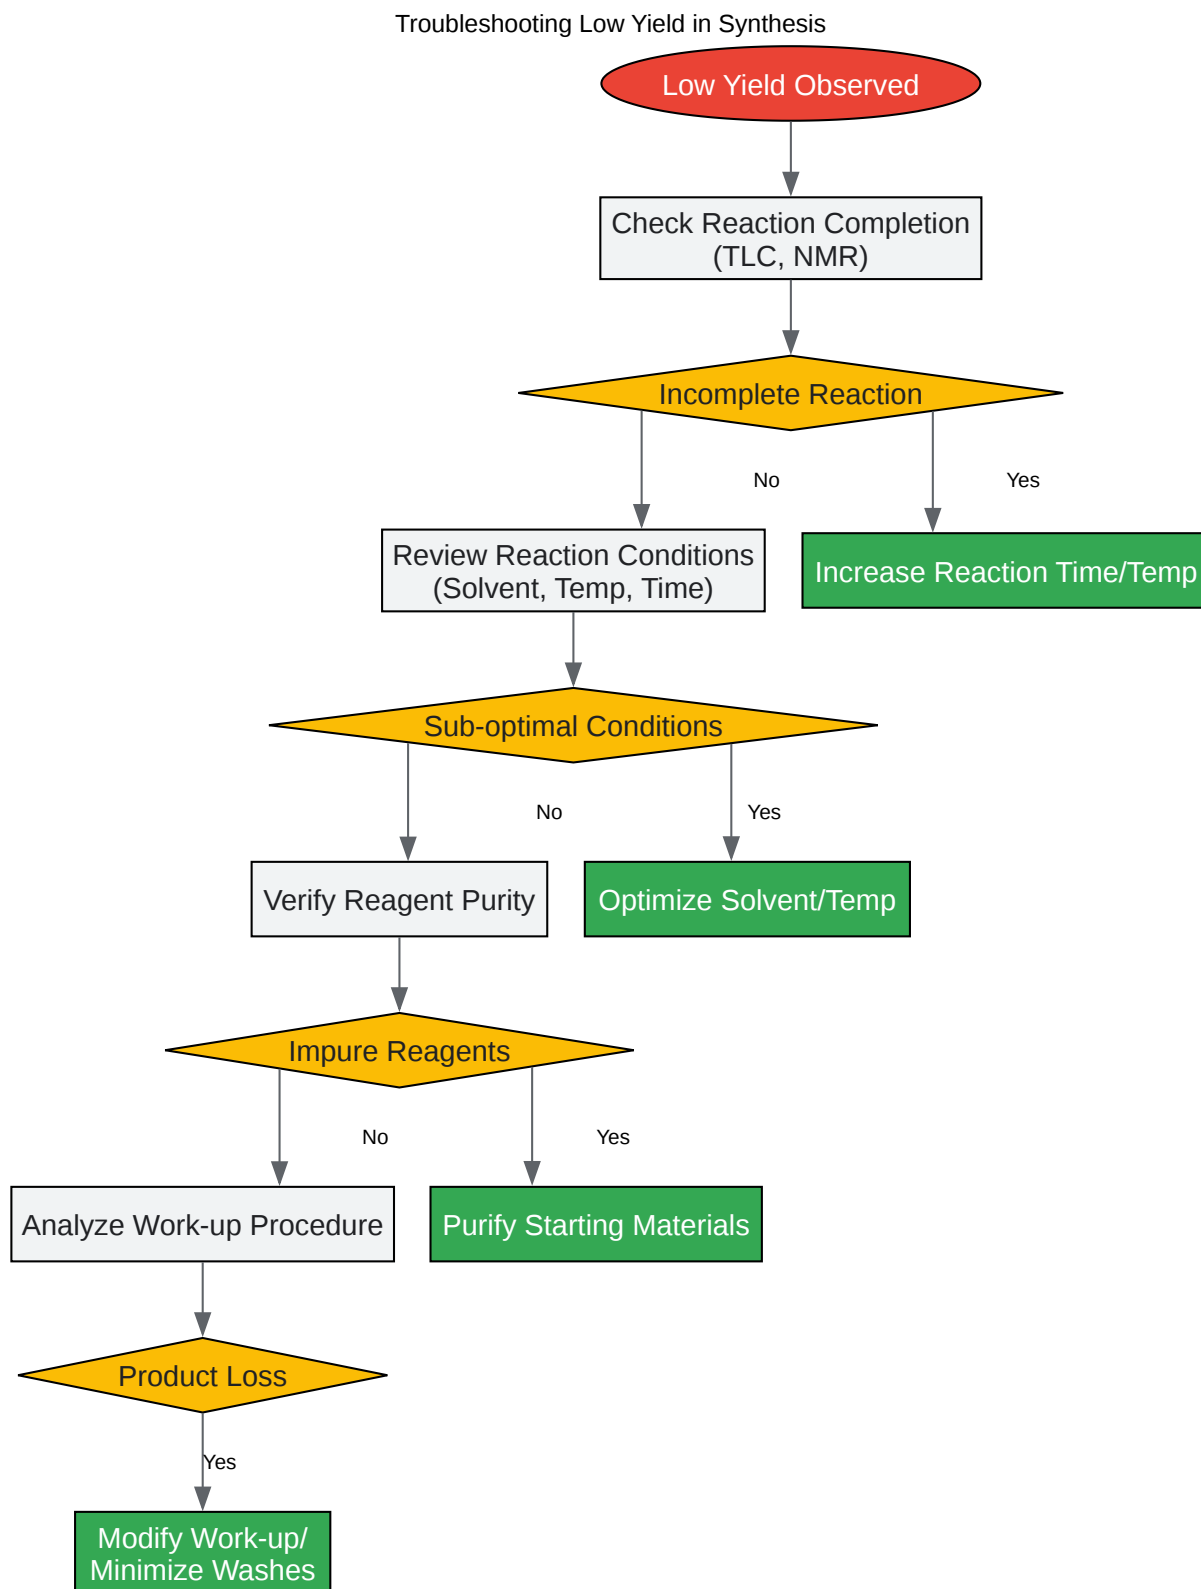 Troubleshooting Low Yield in Synthesis
Low Yield Observed
Check Reaction Completion
(TLC, NMR)
Incomplete Reaction
No
Yes
Review Reaction Conditions
(Solvent, Temp, Time)
Increase Reaction Time/Temp
Sub-optimal Conditions
No
Yes
Verify Reagent Purity
Optimize Solvent/Temp
Impure Reagents
No
Yes
Analyze Work-up Procedure
Purify Starting Materials
Product Loss
Yes
Modify Work-up/
Minimize Washes